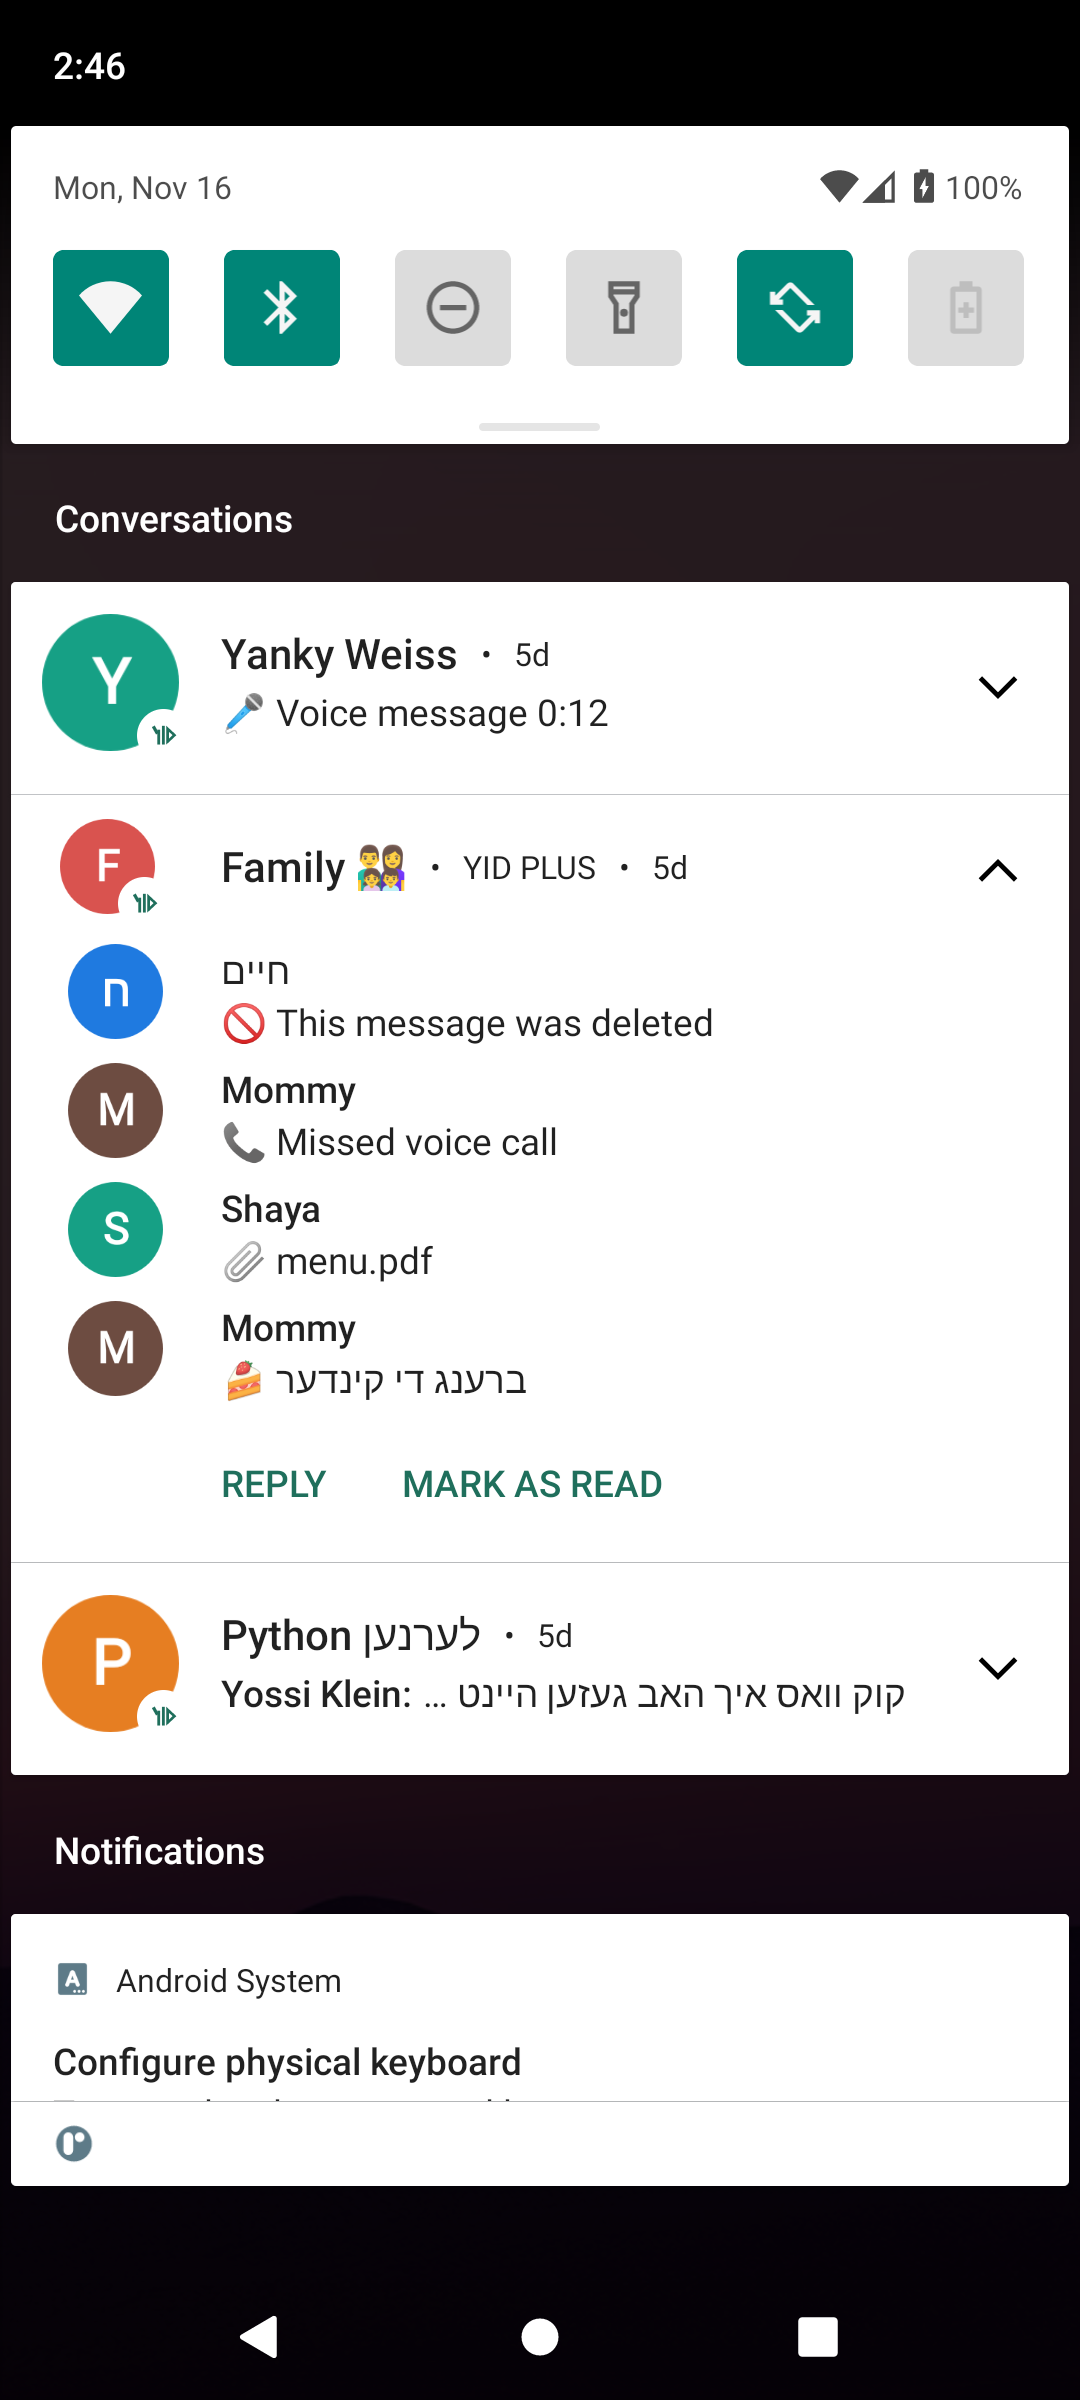 2:46
Mon, Nov 16
100%
Conversations
Y
Yanky Weiss • 5d
🎤 Voice message 0:12
F
Family 👨‍👩‍👧‍👦 • YID PLUS • 5d
ח
חיים
🚫 This message was deleted
M
Mommy
📞 Missed voice call
S
Shaya
📎 menu.pdf
M
Mommy
🍰 ברענג די קינדער
REPLY MARK AS READ
P
Python לערנען • 5d
Yossi Klein: קוק וואס איך האב געזען היינט ...
Notifications
Android System
Configure physical keyboard